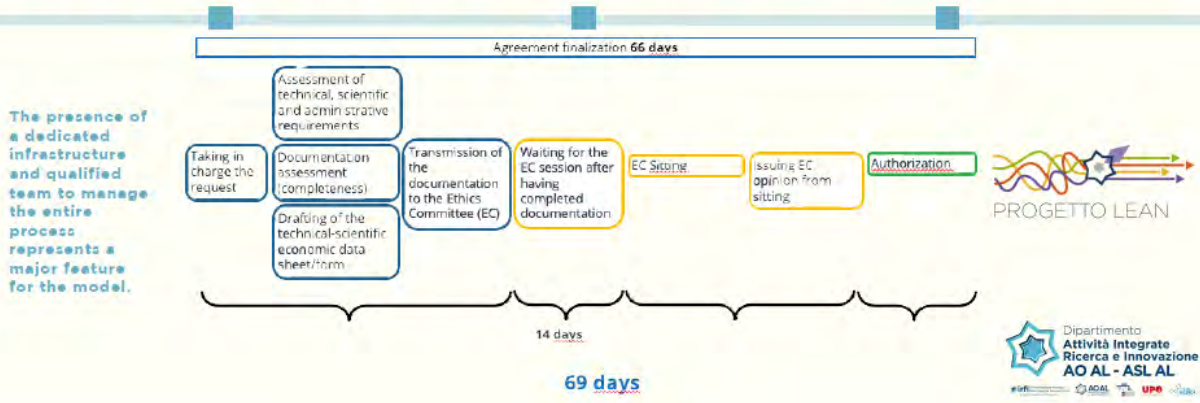 Agreement finalization 66 days
The presence of
a dedicated
infrastructure
and qualified
team to manage
the entire
process
represents a
major feature
for the model.
Taking in
charge the
request
Assessment of
technical, scientific
and admin strative
requirements
Documentation
assessment
(completeness)
Drafting of the
technical-scientific
economic data
sheet/form
Transmission of
the
documentation
to the Ethics
Committee (EC)
Waiting for the
EC session after
having
completed
documentation
EC Sitting
Issuing EC
opinion from
sitting
Authorization
PROGETTO LEAN
14 days
69 days
Dipartimento
Attività Integrate
Ricerca e Innovazione
AO AL - ASL AL
AOAL
UPO